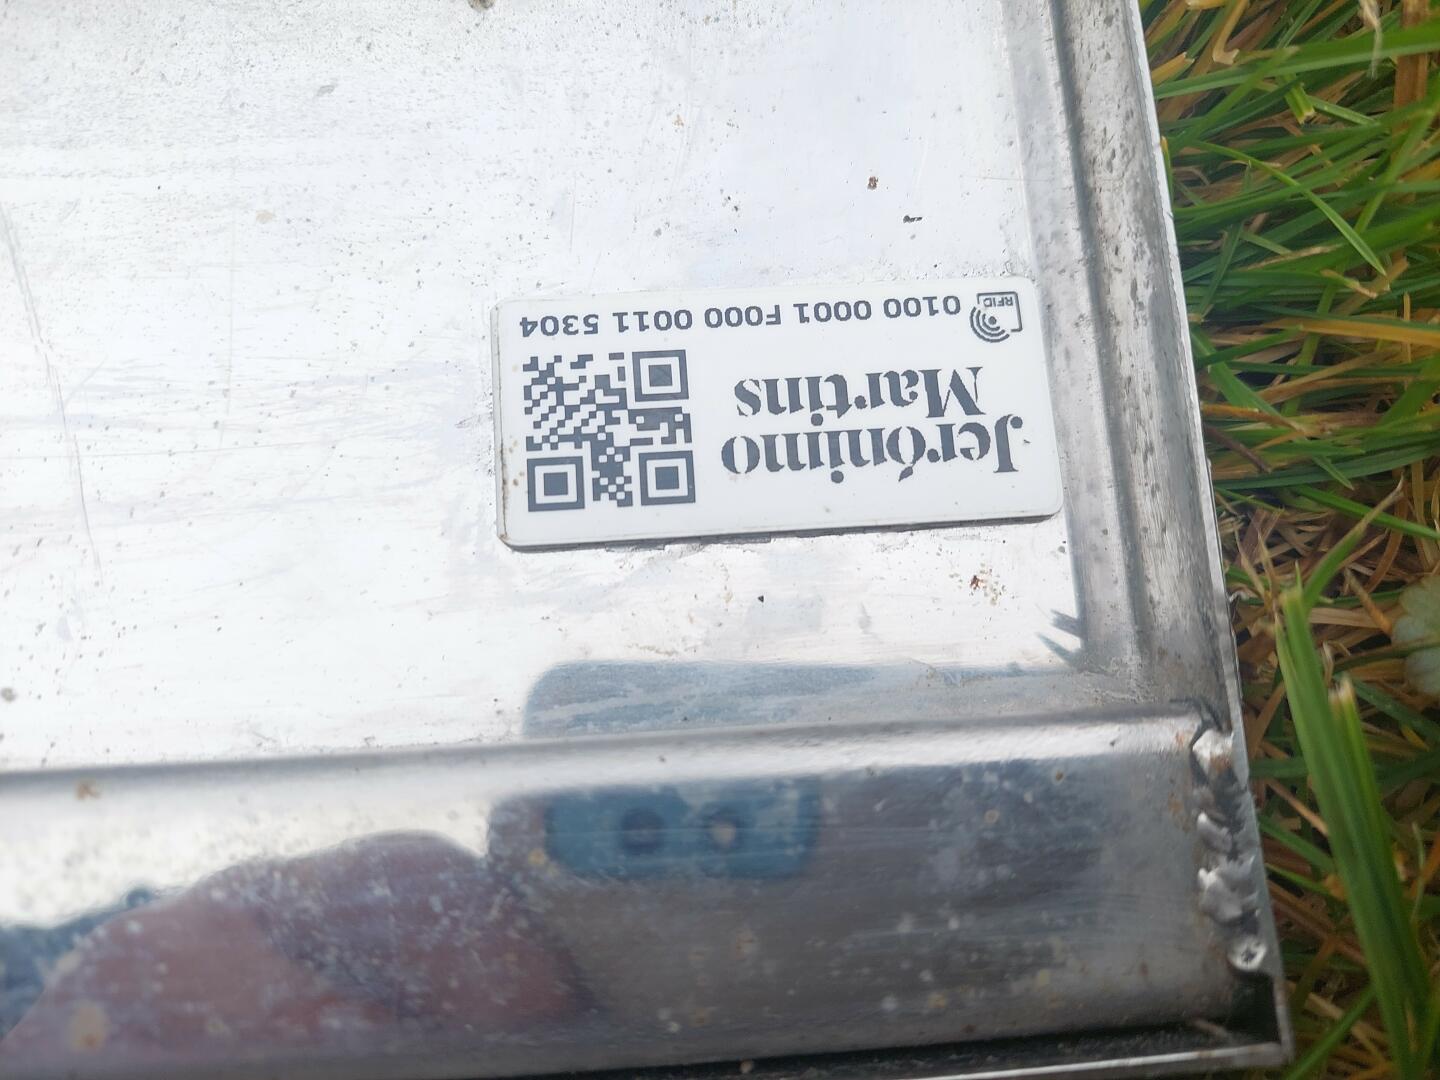 Jerónimo
Martins
RFID
0100 0001 F000 0011 5304